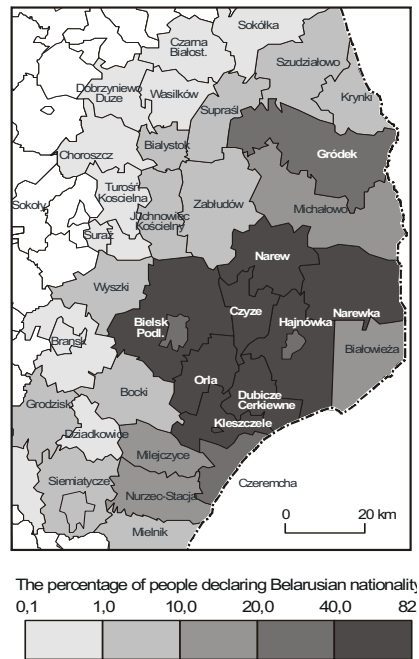 Sokółka
Czarna
Białost.
Szudziałowo
Dobrzyniewo
Duże
Wasilków
Krynki
Supraśl
Choroszcz
Białystok
Gródek
Turośń
Koscielna
Sokoły
Zabłudów
Juchnowiec
Kościelny
Michałowo
Suraż
Narew
Wyszki
Czyze
Narewka
Bielsk
Podl.
Hajnówka
Brańsk
Białowieża
Orla
Bocki
Dubicze
Cerkiewne
Grodzisk
Kleszczele
Dziadkowice
Milejczyce
Siemiatycze
Czeremcha
Nurzec-Stacja
0 20 km
Mielnik
The percentage of people declaring Belarusian nationality
0,1 1,0 10,0 20,0 40,0 82